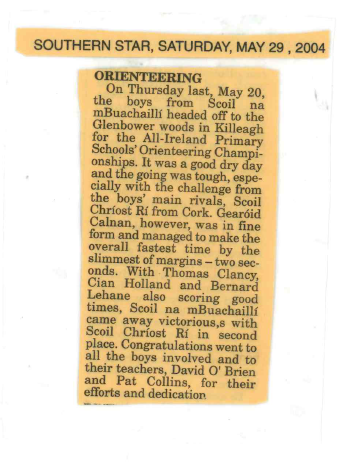 SOUTHERN STAR, SATURDAY, MAY 29 , 2004
ORIENTEERING
On Thursday last, May 20,
the boys from Scoil na
mBuachaillí headed off to the
Glenbower woods in Killeagh
for the All-Ireland Primary
Schools' Orienteering Champi-
onships. It was a good dry day
and the going was tough, espe-
cially with the challenge from
the boys' main rivals, Scoil
Chríost Rí from Cork. Gearóid
Calnan, however, was in fine
form and managed to make the
overall fastest time by the
slimmest of margins – two sec-
onds. With Thomas Clancy,
Cian Holland and Bernard
Lehane also scoring good
times, Scoil na mBuachaillí
came away victorious,s with
Scoil Chríost Rí in second
place. Congratulations went to
all the boys involved and to
their teachers, David O' Brien
and Pat Collins, for their
efforts and dedication